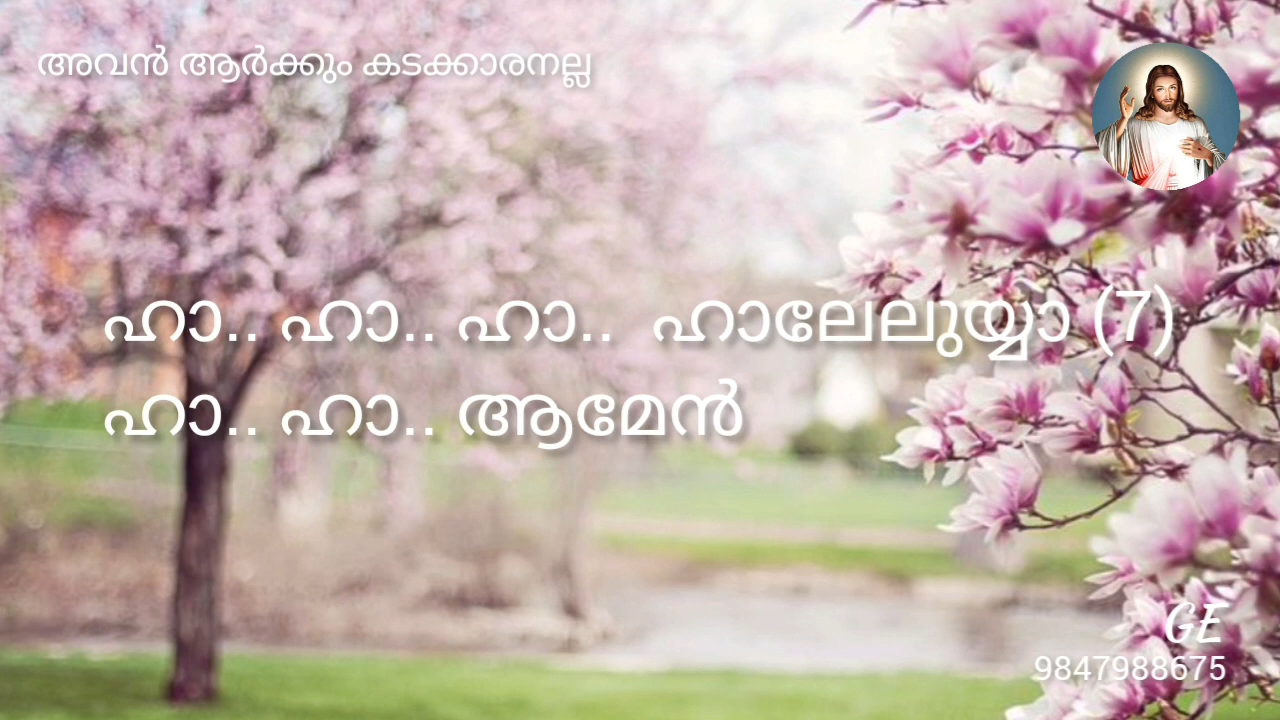 അവൻ ആർക്കും കടക്കാരനല്ല
ഹാ.. ഹാ.. ഹാ..  ഹാലേലുയ്യാ (7)
ഹാ.. ഹാ.. ആമേൻ
GE
9847988675